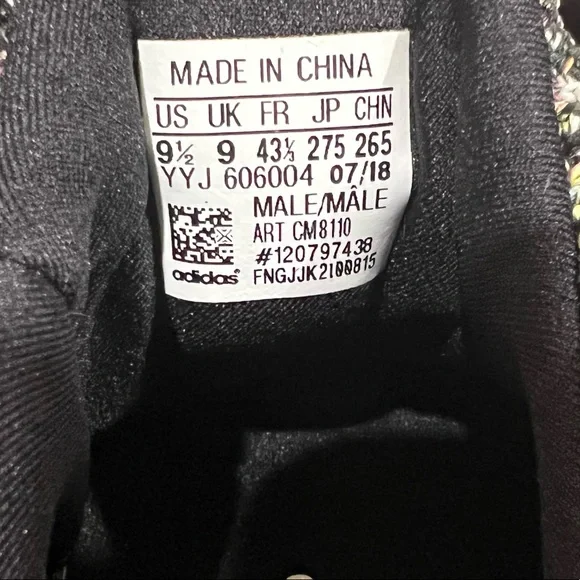 MADE IN CHINA
US UK FR JP CHN
9½ 9 43⅓ 275 265
YYJ 606004 07/18
MALE/MÂLE
ART CM8110
#120797438
adidas® FNGJJK2100815